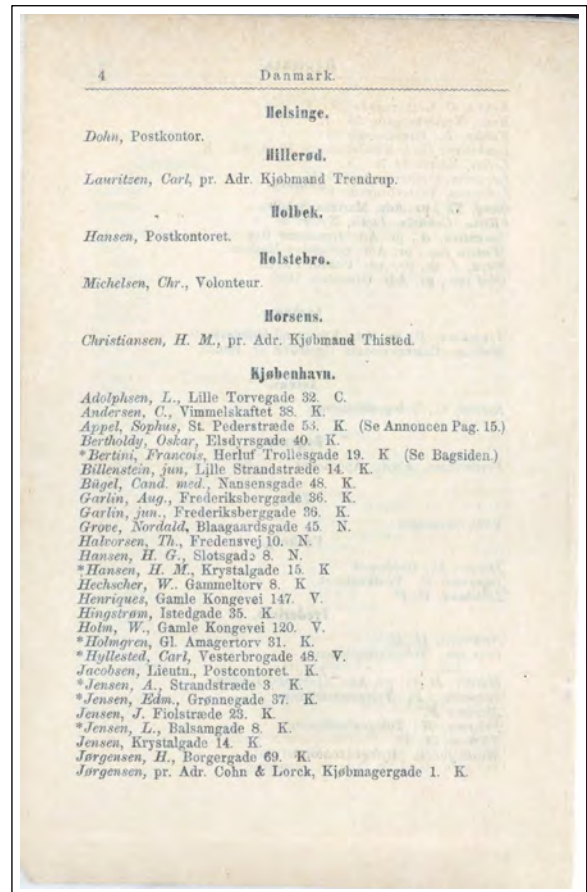 4 Danmark.
Helsinge.
Dohn, Postkontor.
Hillerød.
Lauritzen, Carl, pr. Adr. Kjøbmand Trendrup.
Holbek.
Hansen, Postkontoret.
Holstebro.
Michelsen, Chr., Volonteur.
Horsens.
Christiansen, H. M., pr. Adr. Kjøbmand Thisted.
Kjøbenhavn.
Adolphsen, L., Lille Torvegade 32. C.
Andersen, C., Vimmelskaftet 38. K.
Appel, Sophus, St. Pederstræde 53. K. (Se Annoncen Pag. 15.)
Bertholdy, Oskar, Elsdyrsgade 40. K.
*Bertini, Francois, Herluf Trollesgade 19. K (Se Bagsiden.)
Billenstein, jun, Lille Strandstræde 14. K.
Bügel, Cand. med., Nansensgade 48. K.
Garlin, Aug., Frederiksberggade 36. K.
Garlin, jun., Frederiksberggade 36. K.
Grove, Nordald, Blaagaardsgade 45. N.
Halvorsen, Th., Fredensvej 10. N.
Hansen, H. G., Slotsgade 8. N.
*Hansen, H. M., Krystalgade 15. K
Hechscher, W.. Gammeltorv 8. K
Henriques, Gamle Kongevei 147. V.
Hingstrøm, Istedgade 35. K.
Holm, W., Gamle Kongevei 120. V.
*Holmgren, Gl. Amagertorv 31. K.
*Hyllested, Carl, Vesterbrogade 48. V.
Jacobsen, Lieutn., Postcontoret. K.
*Jensen, A., Strandstræde 3 K.
*Jensen, Edm., Grønnegade 37. K.
Jensen, J. Fiolstræde 23. K.
*Jensen, L., Balsamgade 8. K.
Jensen, Krystalgade 14. K.
Jørgensen, H., Borgergade 69. K.
Jørgensen, pr. Adr. Cohn & Lorck, Kjøbmagergade 1. K.